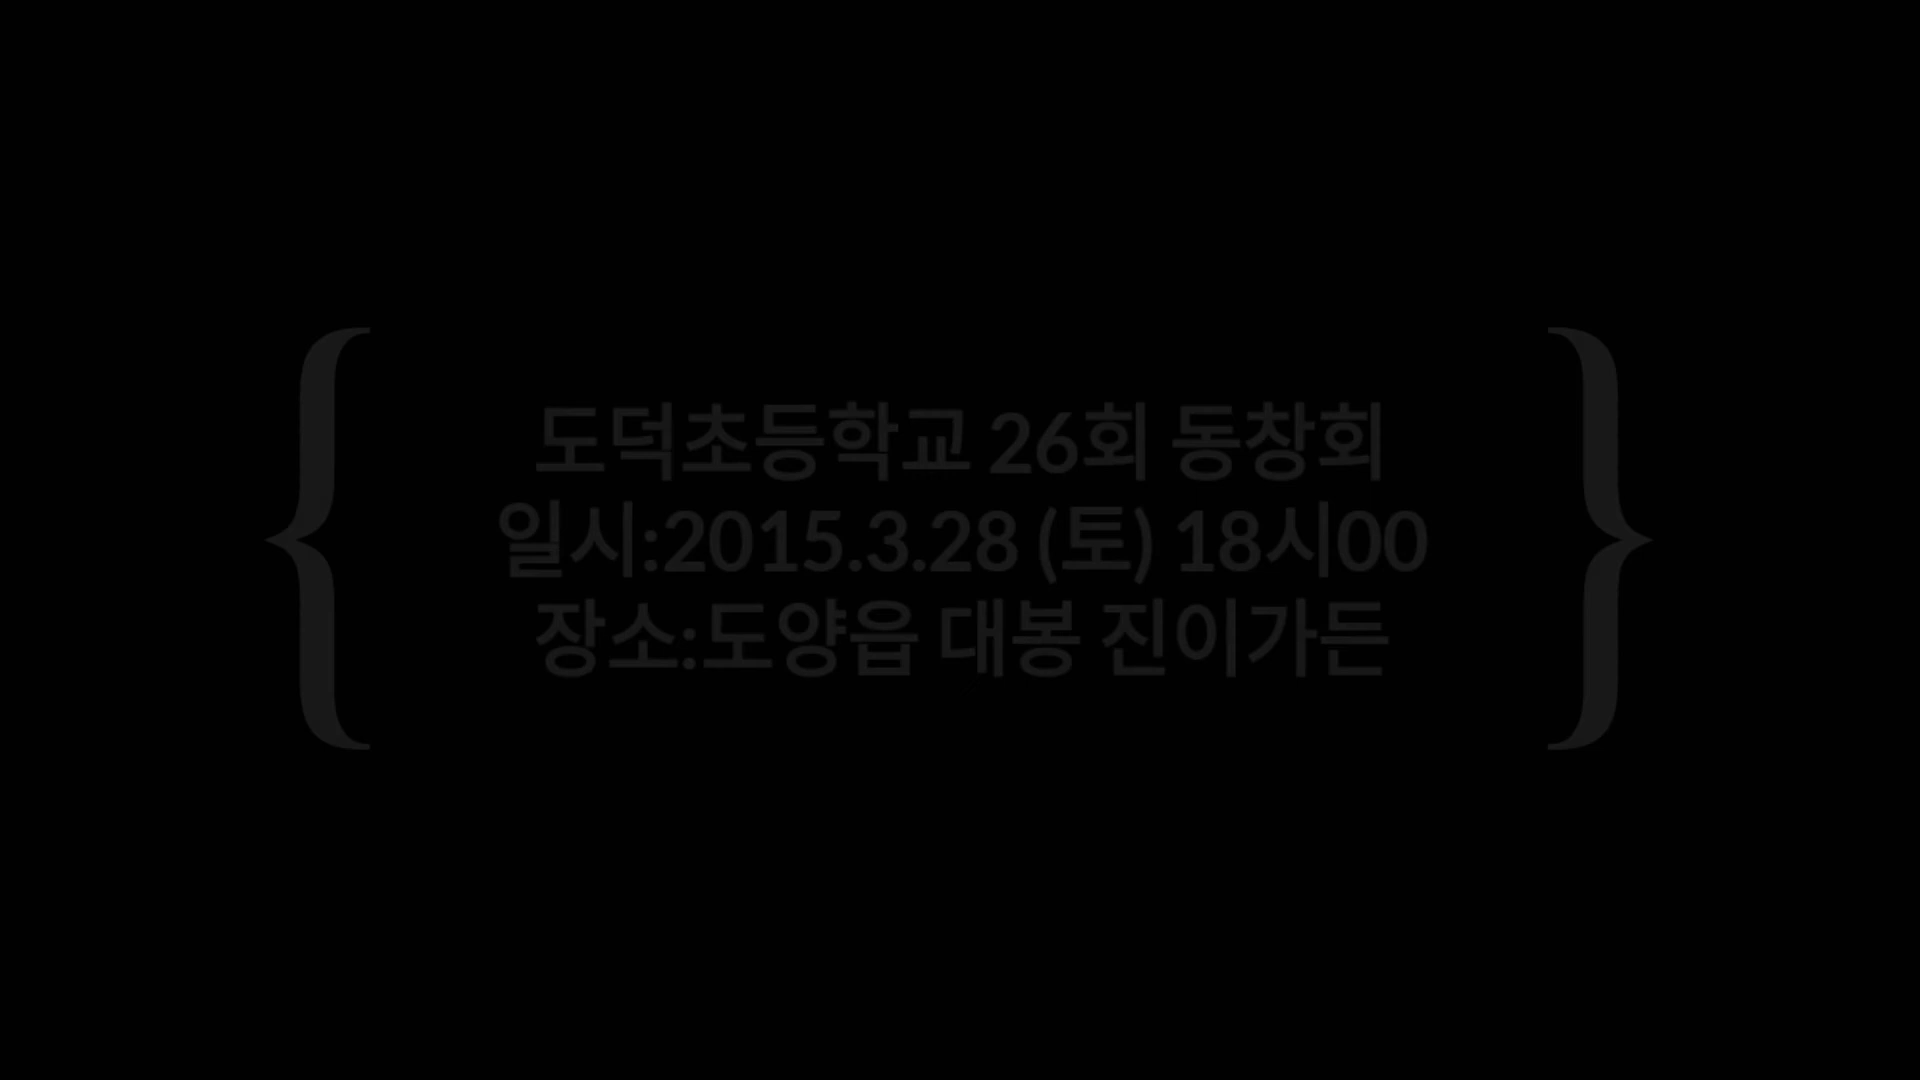 도덕초등학교 26회 동창회
일시:2015.3.28 (토) 18시00
장소:도양읍 대봉 진이가든